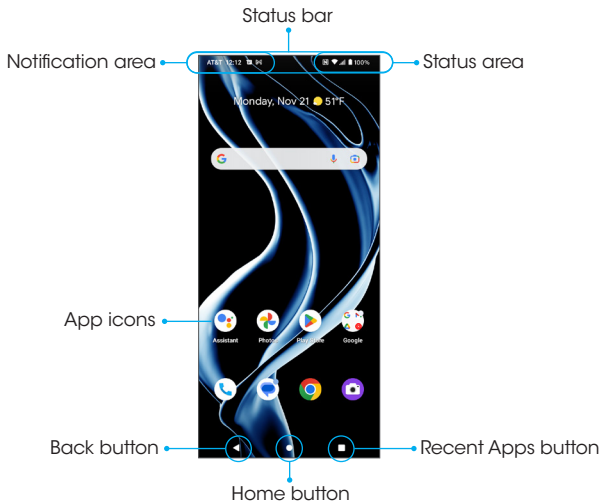 Status bar
Notification area
Status area
AT&T 12:12
100%
Monday, Nov 21 51°F
App icons
Assistant Photos Play Store Google
Back button
Recent Apps button
Home button